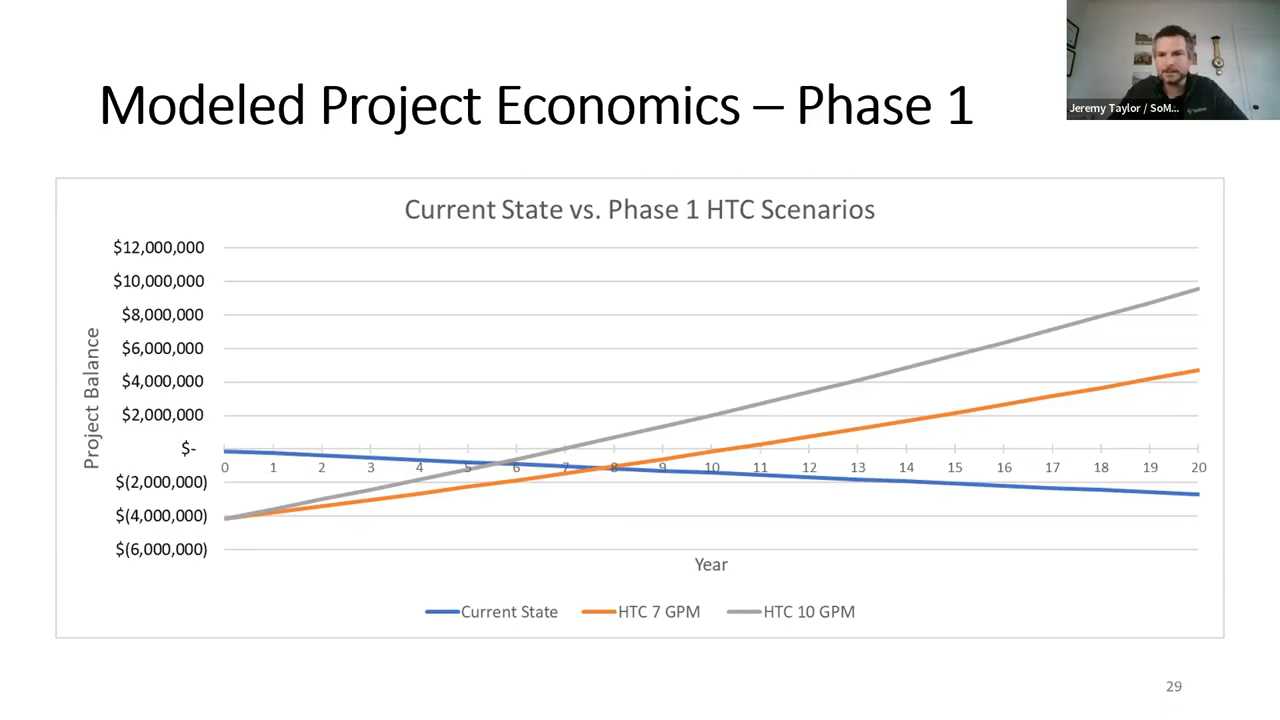 Jeremy Taylor / SoM...
Modeled Project Economics – Phase 1
Current State vs. Phase 1 HTC Scenarios
Project Balance
$12,000,000
$10,000,000
$8,000,000
$6,000,000
$4,000,000
$2,000,000
$-
0 1 2 3 4 5 6 7 8 9 10 11 12 13 14 15 16 17 18 19 20
$(2,000,000)
$(4,000,000)
$(6,000,000)
Year
Current State HTC 7 GPM HTC 10 GPM
29